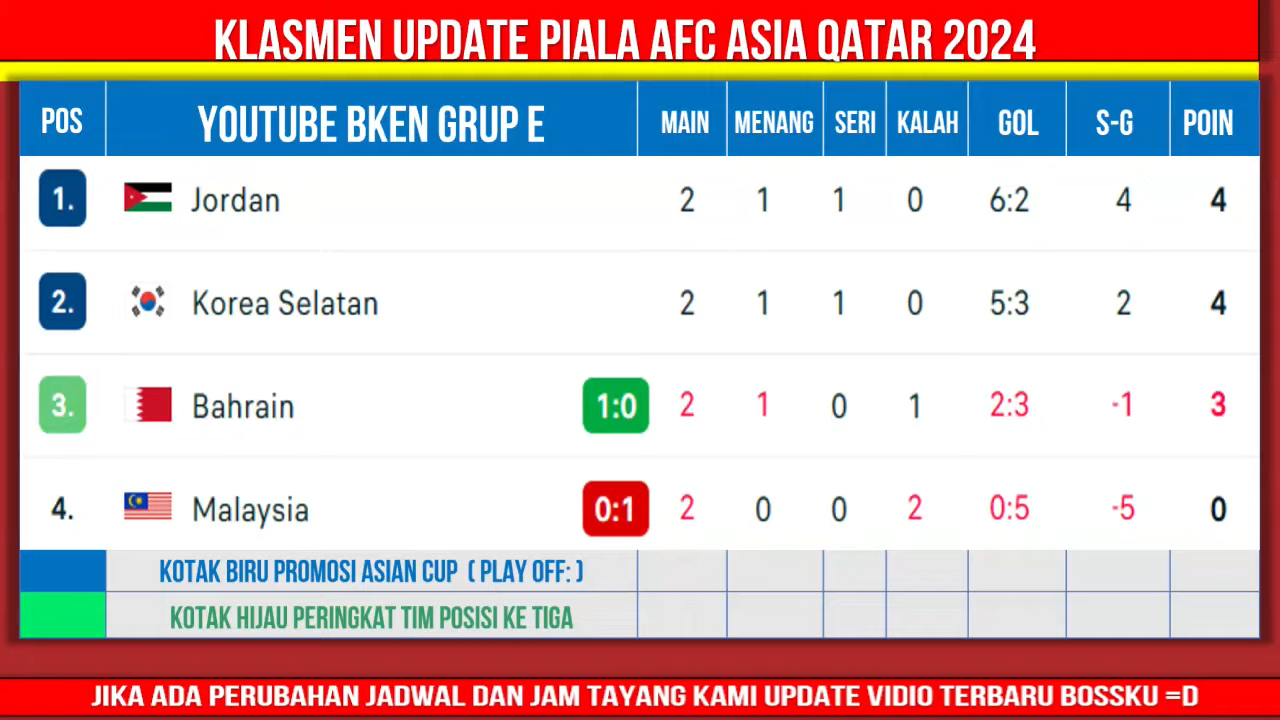 KLASMEN UPDATE PIALA AFC ASIA QATAR 2024
POS YOUTUBE BKEN GRUP E MAIN MENANG SERI KALAH GOL S-G POIN
1. Jordan 2 1 1 0 6:2 4 4
2. Korea Selatan 2 1 1 0 5:3 2 4
3. Bahrain 1:0 2 1 0 1 2:3 -1 3
4. Malaysia 0:1 2 0 0 2 0:5 -5 0
KOTAK BIRU PROMOSI ASIAN CUP ( PLAY OFF: )
KOTAK HIJAU PERINGKAT TIM POSISI KE TIGA
JIKA ADA PERUBAHAN JADWAL DAN JAM TAYANG KAMI UPDATE VIDIO TERBARU BOSSKU =D